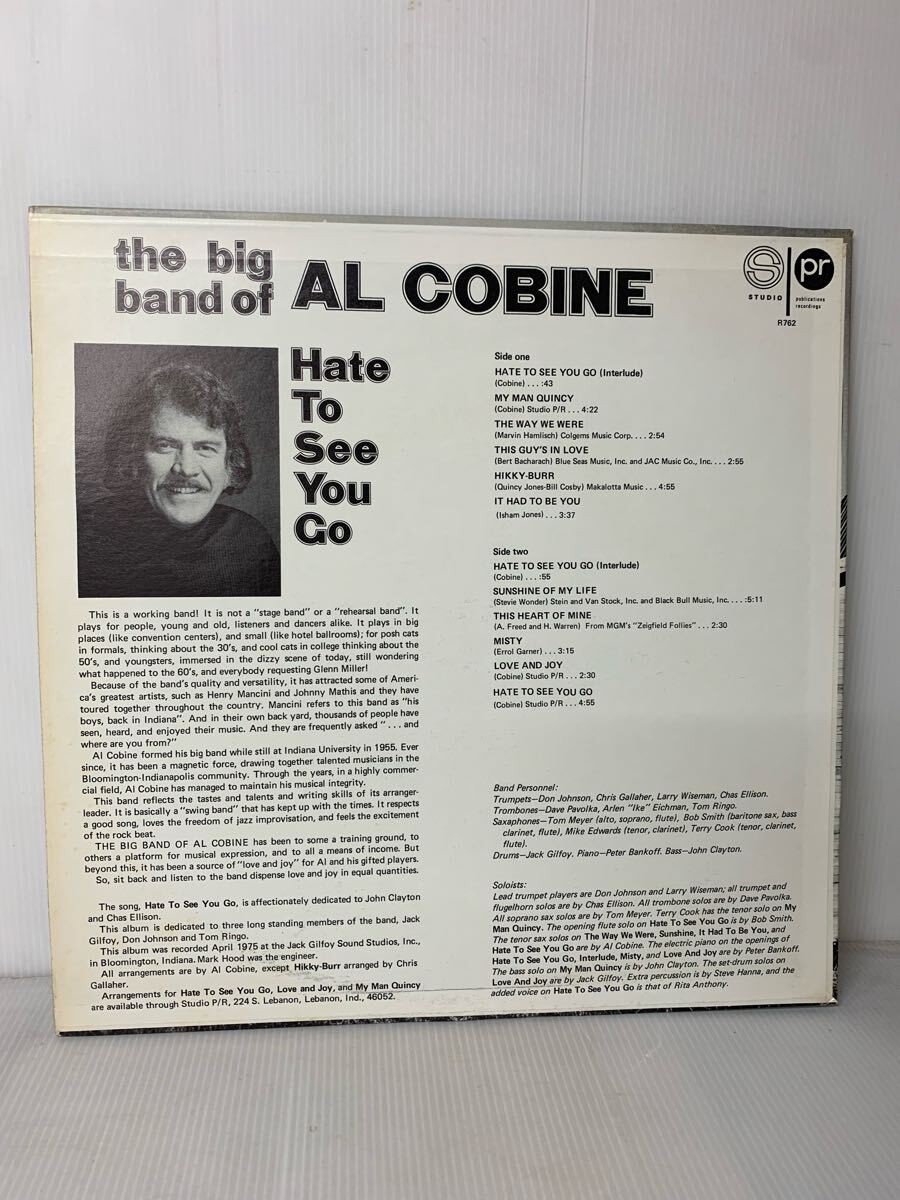 the big
band of AL COBINE
S
STUDIO
pr
publications
recordings
R762
Hate
To
See
You
Go
Side one
HATE TO SEE YOU GO (Interlude)
(Cobine) . . . :43
MY MAN QUINCY
(Cobine) Studio P/R . . . 4:22
THE WAY WE WERE
(Marvin Hamlisch) Colgems Music Corp. . . . 2:54
THIS GUY'S IN LOVE
(Bert Bacharach) Blue Seas Music, Inc. and JAC Music Co., Inc. . . . 2:55
HIKKY-BURR
(Quincy Jones-Bill Cosby) Makalotta Music . . . 4:55
IT HAD TO BE YOU
(Isham Jones) . . . 3:37
Side two
HATE TO SEE YOU GO (Interlude)
(Cobine) . . . :55
SUNSHINE OF MY LIFE
(Stevie Wonder) Stein and Van Stock, Inc. and Black Bull Music, Inc. . . . :5:11
THIS HEART OF MINE
(A. Freed and H. Warren) From MGM's "Zeigfield Follies" . . . 2:30
MISTY
(Errol Garner) . . . 3:15
LOVE AND JOY
(Cobine) Studio P/R . . . 2:30
HATE TO SEE YOU GO
(Cobine) Studio P/R . . . 4:55
This is a working band! It is not a "stage band" or a "rehearsal band". It
plays for people, young and old, listeners and dancers alike. It plays in big
places (like convention centers), and small (like hotel ballrooms); for posh cats
in formals, thinking about the 30's, and cool cats in college thinking about the
50's, and youngsters, immersed in the dizzy scene of today, still wondering
what happened to the 60's, and everybody requesting Glenn Miller!
Because of the band's quality and versatility, it has attracted some of Ameri-
ca's greatest artists, such as Henry Mancini and Johnny Mathis and they have
toured together throughout the country. Mancini refers to this band as "his
boys, back in Indiana". And in their own back yard, thousands of people have
seen, heard, and enjoyed their music. And they are frequently asked ". . . and
where are you from?"
Al Cobine formed his big band while still at Indiana University in 1955. Ever
since, it has been a magnetic force, drawing together talented musicians in the
Bloomington-Indianapolis community. Through the years, in a highly commer-
cial field, Al Cobine has managed to maintain his musical integrity.
This band reflects the tastes and talents and writing skills of its arranger-
leader. It is basically a "swing band" that has kept up with the times. It respects
a good song, loves the freedom of jazz improvisation, and feels the excitement
of the rock beat.
THE BIG BAND OF AL COBINE has been to some a training ground, to
others a platform for musical expression, and to all a means of income. But
beyond this, it has been a source of "love and joy" for Al and his gifted players.
So, sit back and listen to the band dispense love and joy in equal quantities.
The song, Hate To See You Go, is affectionately dedicated to John Clayton
and Chas Ellison.
This album is dedicated to three long standing members of the band, Jack
Gilfoy, Don Johnson and Tom Ringo.
This album was recorded April 1975 at the Jack Gilfoy Sound Studios, Inc.,
in Bloomington, Indiana. Mark Hood was the engineer.
All arrangements are by Al Cobine, except Hikky-Burr arranged by Chris
Gallaher.
Arrangements for Hate To See You Go, Love and Joy, and My Man Quincy
are available through Studio P/R, 224 S. Lebanon, Lebanon, Ind., 46052.
Band Personnel:
Trumpets—Don Johnson, Chris Gallaher, Larry Wiseman, Chas Ellison.
Trombones—Dave Pavolka, Arlen "Ike" Eichman, Tom Ringo.
Saxaphones—Tom Meyer (alto, soprano, flute), Bob Smith (baritone sax, bass
clarinet, flute), Mike Edwards (tenor, clarinet), Terry Cook (tenor, clarinet,
flute).
Drums—Jack Gilfoy. Piano—Peter Bankoff. Bass—John Clayton.
Soloists:
Lead trumpet players are Don Johnson and Larry Wiseman; all trumpet and
flugelhorn solos are by Chas Ellison. All trombone solos are by Dave Pavolka.
All soprano sax solos are by Tom Meyer. Terry Cook has the tenor solo on My
Man Quincy. The opening flute solo on Hate To See You Go is by Bob Smith.
The tenor sax solos on The Way We Were, Sunshine, It Had To Be You, and
Hate To See You Go are by Al Cobine. The electric piano on the openings of
Hate To See You Go, Interlude, Misty, and Love And Joy are by Peter Bankoff.
The bass solo on My Man Quincy is by John Clayton. The set-drum solos on
Love And Joy are by Jack Gilfoy. Extra percussion is by Steve Hanna, and the
added voice on Hate To See You Go is that of Rita Anthony.